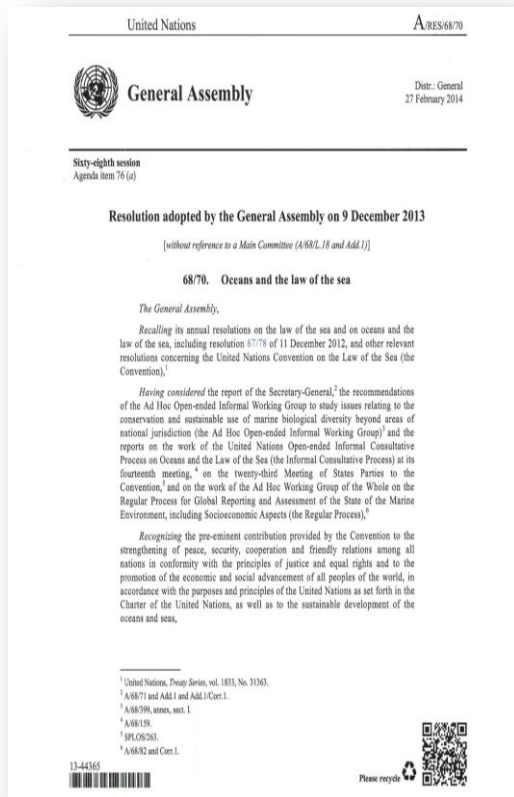 United Nations A/RES/68/70
General Assembly
Distr.: General
27 February 2014
Sixty-eighth session
Agenda item 76 (a)
Resolution adopted by the General Assembly on 9 December 2013
[without reference to a Main Committee (A/68/L.18 and Add.1)]
68/70. Oceans and the law of the sea
The General Assembly,
Recalling its annual resolutions on the law of the sea and on oceans and the
law of the sea, including resolution 67/78 of 11 December 2012, and other relevant
resolutions concerning the United Nations Convention on the Law of the Sea (the
Convention),1
Having considered the report of the Secretary-General,2 the recommendations
of the Ad Hoc Open-ended Informal Working Group to study issues relating to the
conservation and sustainable use of marine biological diversity beyond areas of
national jurisdiction (the Ad Hoc Open-ended Informal Working Group)3 and the
reports on the work of the United Nations Open-ended Informal Consultative
Process on Oceans and the Law of the Sea (the Informal Consultative Process) at its
fourteenth meeting, 4 on the twenty-third Meeting of States Parties to the
Convention,5 and on the work of the Ad Hoc Working Group of the Whole on the
Regular Process for Global Reporting and Assessment of the State of the Marine
Environment, including Socioeconomic Aspects (the Regular Process),6
Recognizing the pre-eminent contribution provided by the Convention to the
strengthening of peace, security, cooperation and friendly relations among all
nations in conformity with the principles of justice and equal rights and to the
promotion of the economic and social advancement of all peoples of the world, in
accordance with the purposes and principles of the United Nations as set forth in the
Charter of the United Nations, as well as to the sustainable development of the
oceans and seas,
1 United Nations, Treaty Series, vol. 1833, No. 31363.
2 A/68/71 and Add.1 and Add.1/Corr.1.
3 A/68/399, annex, sect. I.
4 A/68/159.
5 SPLOS/263.
6 A/68/82 and Corr.1.
13-44365
Please recycle